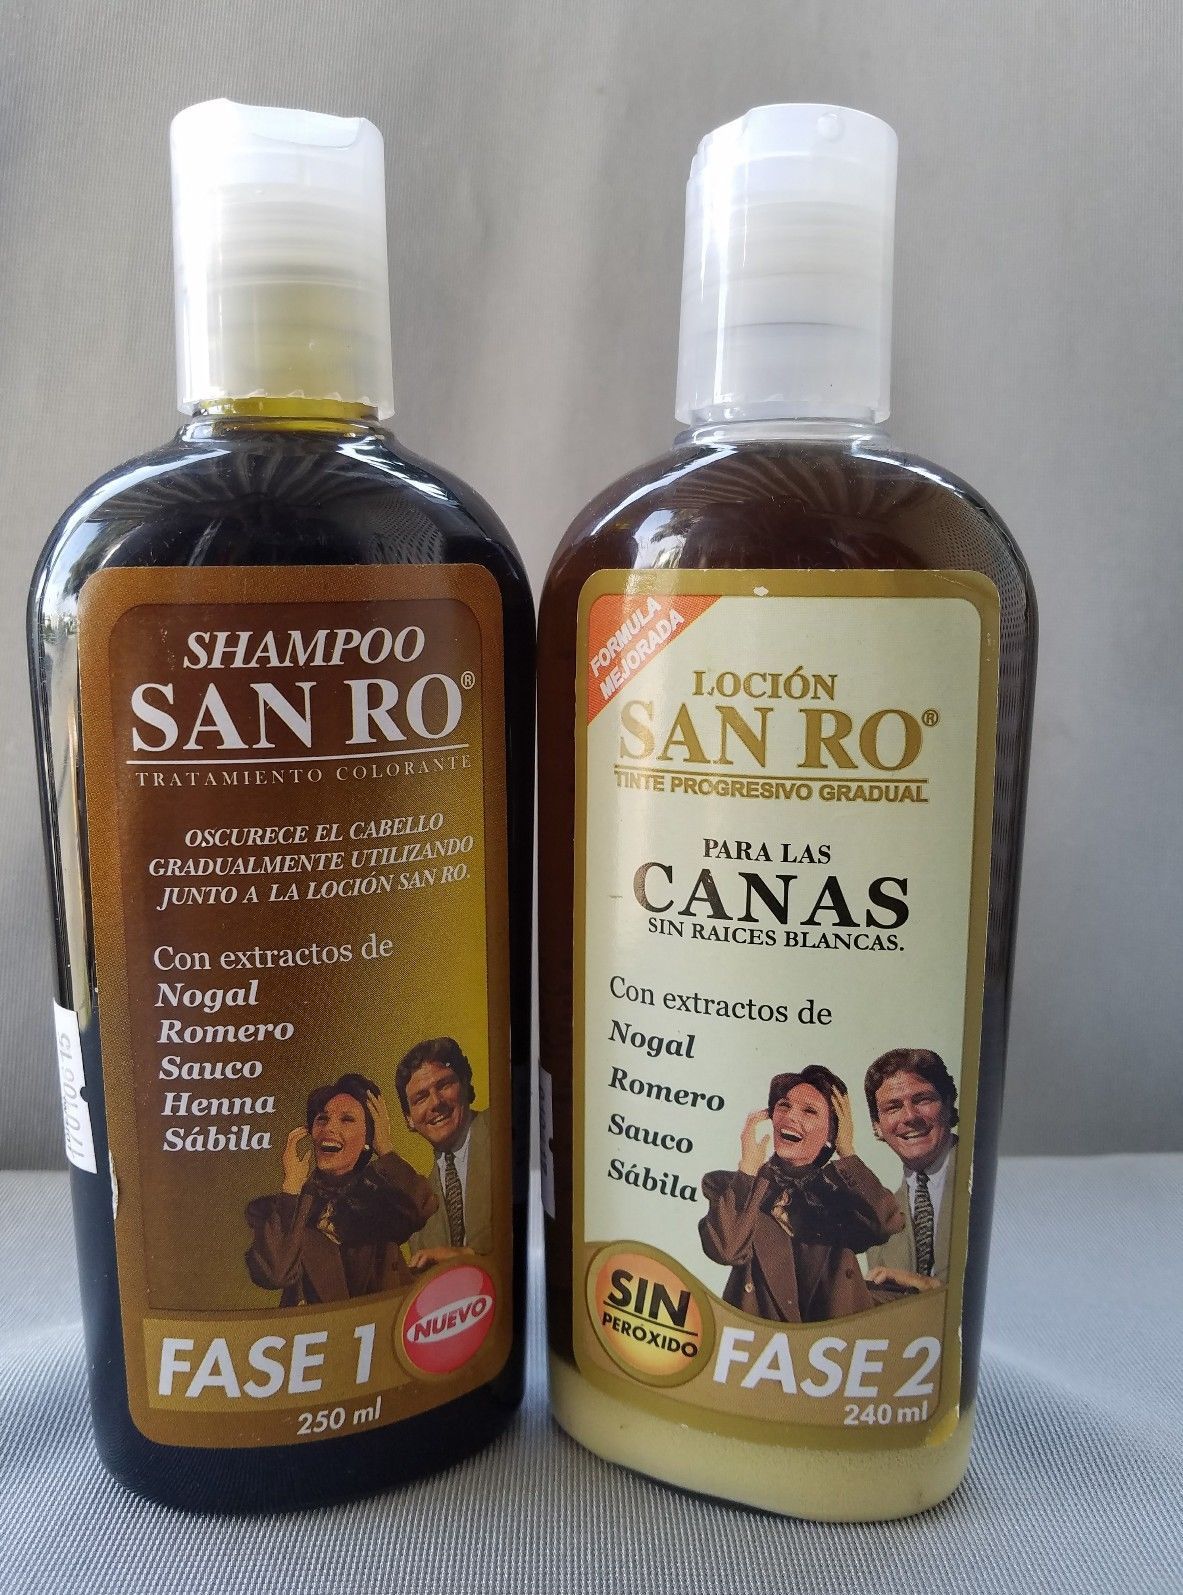 SHAMPOO
SAN RO®
TRATAMIENTO COLORANTE
OSCURECE EL CABELLO
GRADUALMENTE UTILIZANDO
JUNTO A LA LOCIÓN SAN RO.
Con extractos de
Nogal
Romero
Sauco
Henna
Sábila
NUEVO
FASE 1
250 ml
FORMULA
MEJORADA
LOCIÓN
SAN RO®
TINTE PROGRESIVO GRADUAL
PARA LAS
CANAS
SIN RAICES BLANCAS.
Con extractos de
Nogal
Romero
Sauco
Sábila
SIN
PERÓXIDO
FASE 2
240 ml